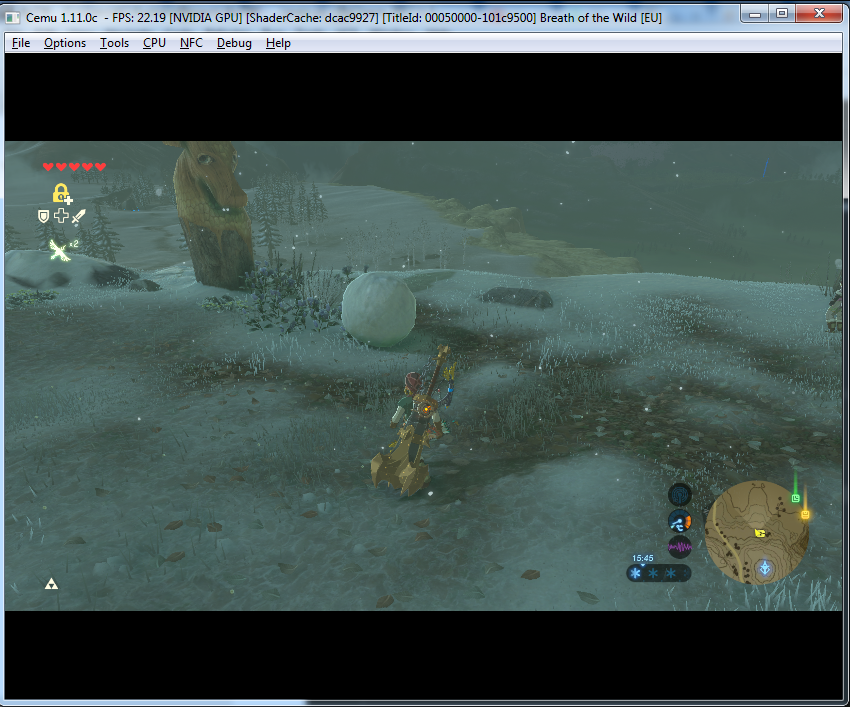 Cemu 1.11.0c - FPS: 22.19 [NVIDIA GPU] [ShaderCache: dcac9927] [TitleId: 00050000-101c9500] Breath of the Wild [EU]
File Options Tools CPU NFC Debug Help
×2
15:45